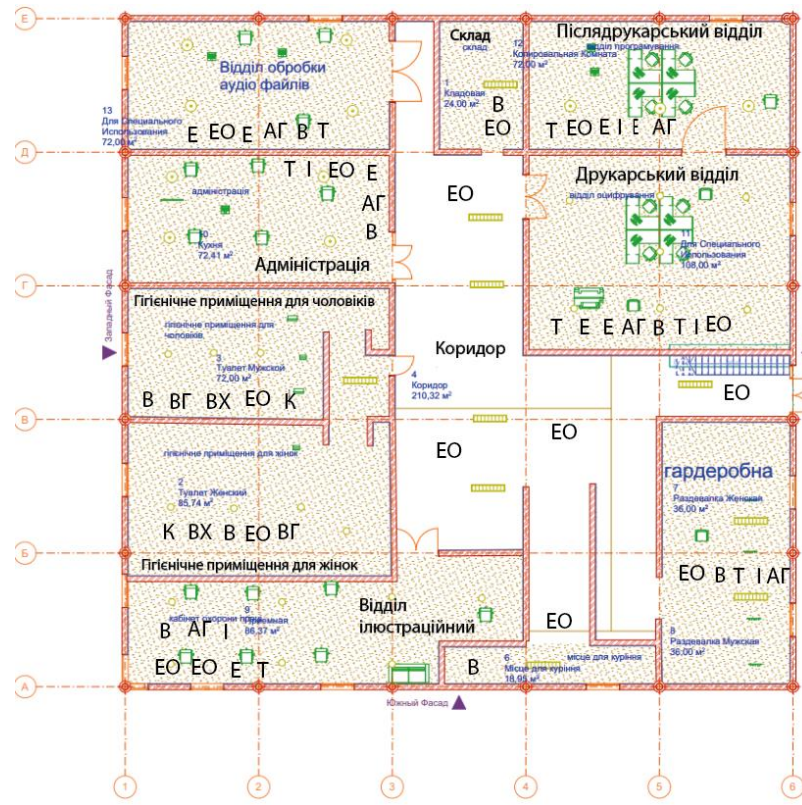 Е
Склад
склад
Післядрукарський відділ
відділ програмування
12
Копировальная Комната
72,00 м²
Відділ обробки
аудіо файлів
1
Кладовая
24,00 м²
В
ЕО
13
Для Специального
Использования
72,00 м²
Е ЕО Е АГ В Т
Т ЕО Е І Е АГ
Д
Т І ЕО Е
АГ
В
адміністрація
10
Кухня
72,41 м²
Адміністрація
ЕО
Друкарський відділ
відділ оцифрування
11
Для Специального
Использования
108,00 м²
Т Е Е АГ В Т І ЕО
Г
Западный Фасад
Гігієнічне приміщення для чоловіків
гігієнічне приміщення для
чоловіків
3
Туалет Мужской
72,00 м²
В ВГ ВХ ЕО К
Коридор
4
Коридор
210,32 м²
ЕО
В
гігієнічне приміщення для жінок
2
Туалет Женский
85,74 м²
К ВХ В ЕО ВГ
Гігієнічне приміщення для жінок
ЕО
ЕО
гардеробна
7
Раздевалка Женская
36,00 м²
ЕО В Т І АГ
8
Раздевалка Мужская
36,00 м²
Б
Відділ
ілюстраційний
кабінет охорони праці
9
Приемная
86,37 м²
В АГ І
ЕО ЕО Е Т
ЕО
В
6
Місце для куріння
18,95 м²
місце для куріння
А
Южный Фасад
1
2
3
4
5
6